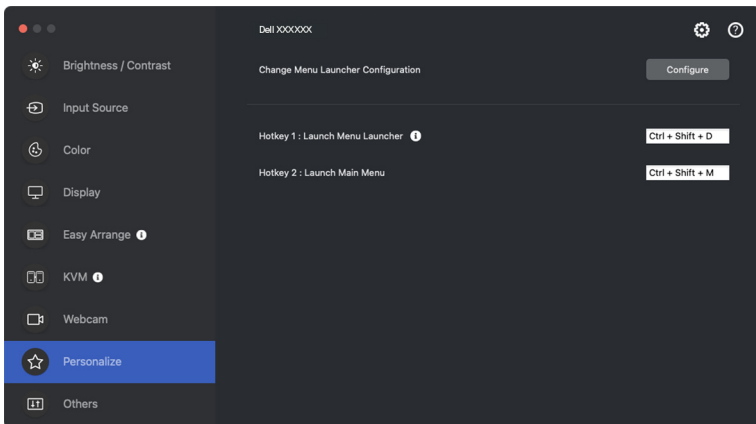 Dell XXXXXX
Brightness / Contrast
Input Source
Color
Display
Easy Arrange
KVM
Webcam
Personalize
Others
Change Menu Launcher Configuration
Configure
Hotkey 1 : Launch Menu Launcher
Ctrl + Shift + D
Hotkey 2 : Launch Main Menu
Ctrl + Shift + M